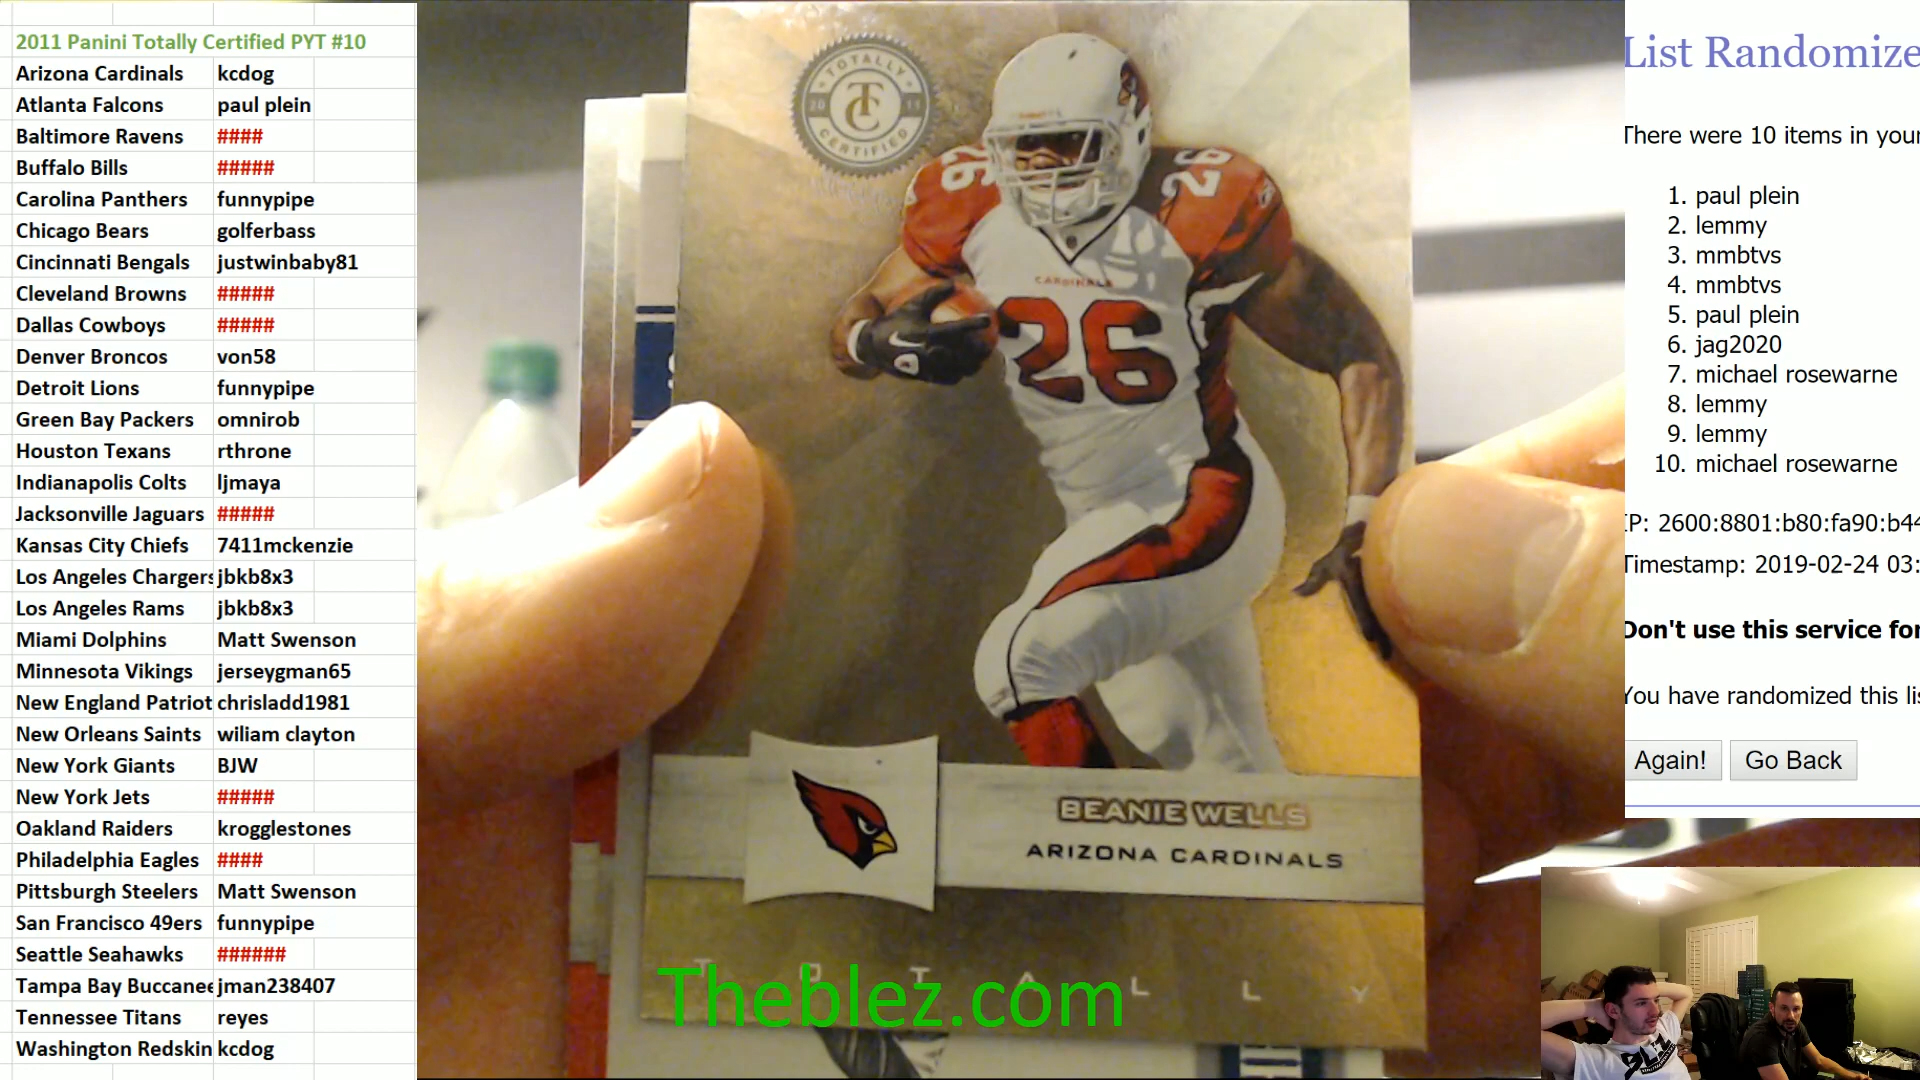 2011 Panini Totally Certified PYT #10
Arizona Cardinals kcdog
Atlanta Falcons paul plein
Baltimore Ravens ####
Buffalo Bills #####
Carolina Panthers funnypipe
Chicago Bears golferbass
Cincinnati Bengals justwinbaby81
Cleveland Browns #####
Dallas Cowboys #####
Denver Broncos von58
Detroit Lions funnypipe
Green Bay Packers omnirob
Houston Texans rthrone
Indianapolis Colts ljmaya
Jacksonville Jaguars #####
Kansas City Chiefs 7411mckenzie
Los Angeles Chargers jbkb8x3
Los Angeles Rams jbkb8x3
Miami Dolphins Matt Swenson
Minnesota Vikings jerseygman65
New England Patriot chrisladd1981
New Orleans Saints wiliam clayton
New York Giants BJW
New York Jets #####
Oakland Raiders krogglestones
Philadelphia Eagles ####
Pittsburgh Steelers Matt Swenson
San Francisco 49ers funnypipe
Seattle Seahawks ######
Tampa Bay Buccanee jman238407
Tennessee Titans reyes
Washington Redskin kcdog
TOTALLY
20 TC 11
CERTIFIED
26
26
CARDINALS
26
BEANIE WELLS
ARIZONA CARDINALS
TOTALLY
Theblez.com
List Randomize
There were 10 items in your
1. paul plein
2. lemmy
3. mmbtvs
4. mmbtvs
5. paul plein
6. jag2020
7. michael rosewarne
8. lemmy
9. lemmy
10. michael rosewarne
IP: 2600:8801:b80:fa90:b44
Timestamp: 2019-02-24 03:
Don't use this service for
You have randomized this lis
Again! Go Back
BLZ